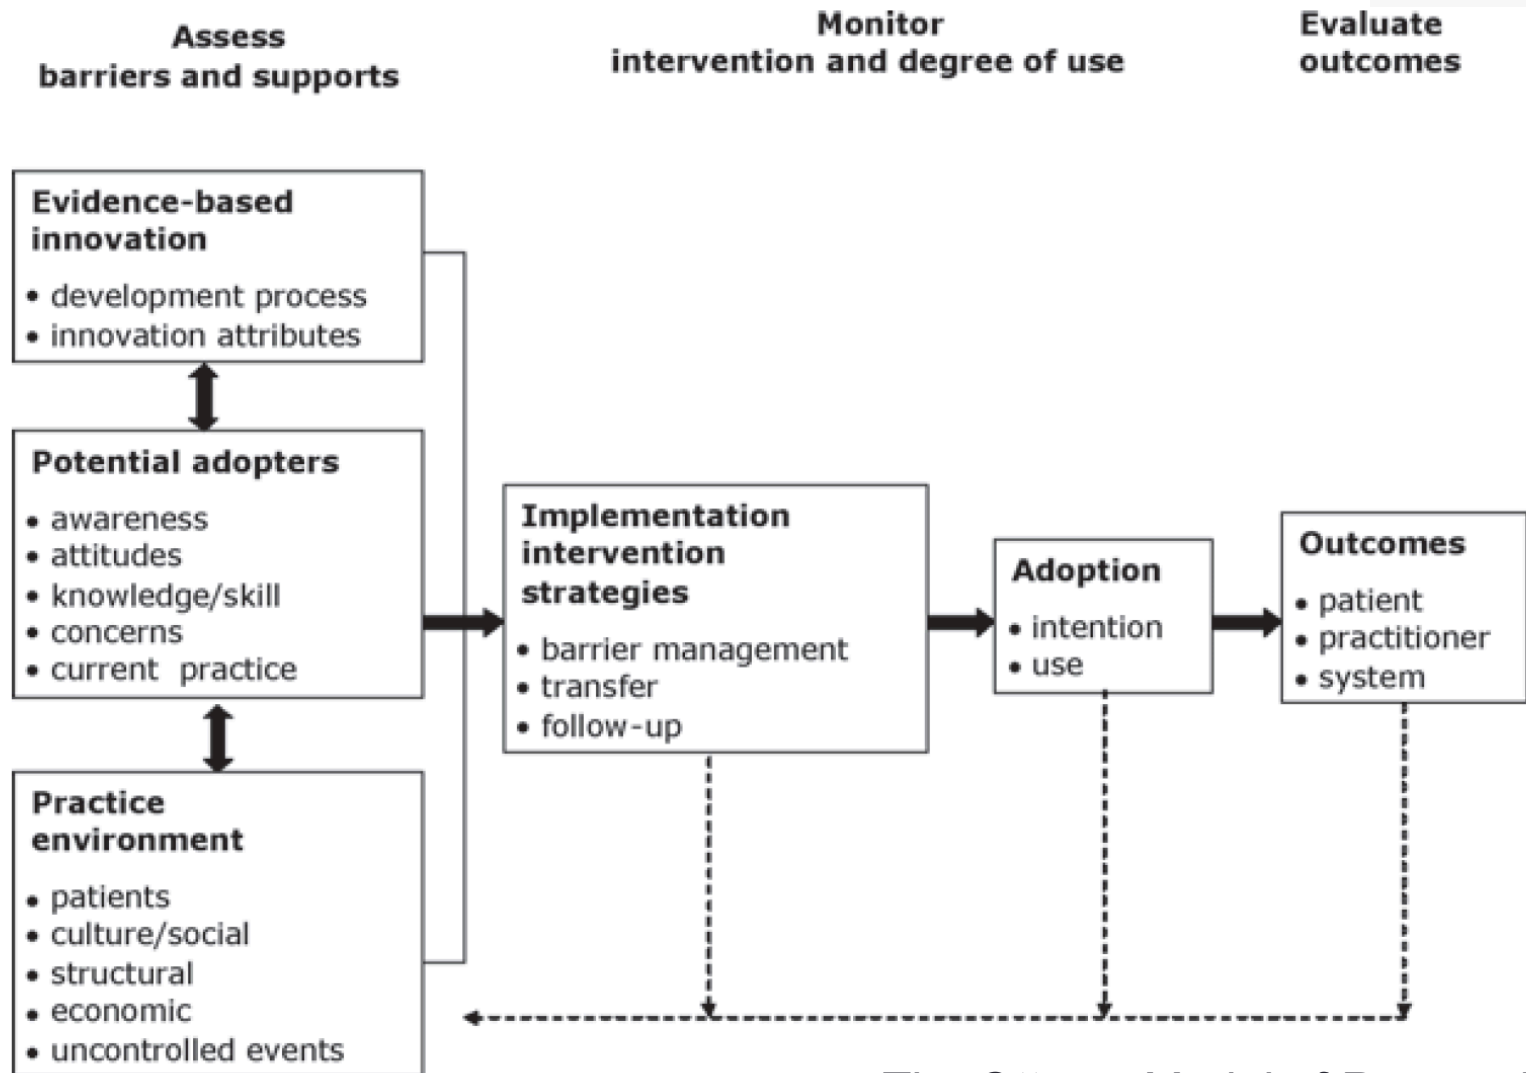 Assess
barriers and supports
Monitor
intervention and degree of use
Evaluate
outcomes
Evidence-based
innovation
• development process
• innovation attributes
Potential adopters
• awareness
• attitudes
• knowledge/skill
• concerns
• current practice
Practice
environment
• patients
• culture/social
• structural
• economic
• uncontrolled events
Implementation
intervention
strategies
• barrier management
• transfer
• follow-up
Adoption
• intention
• use
Outcomes
• patient
• practitioner
• system